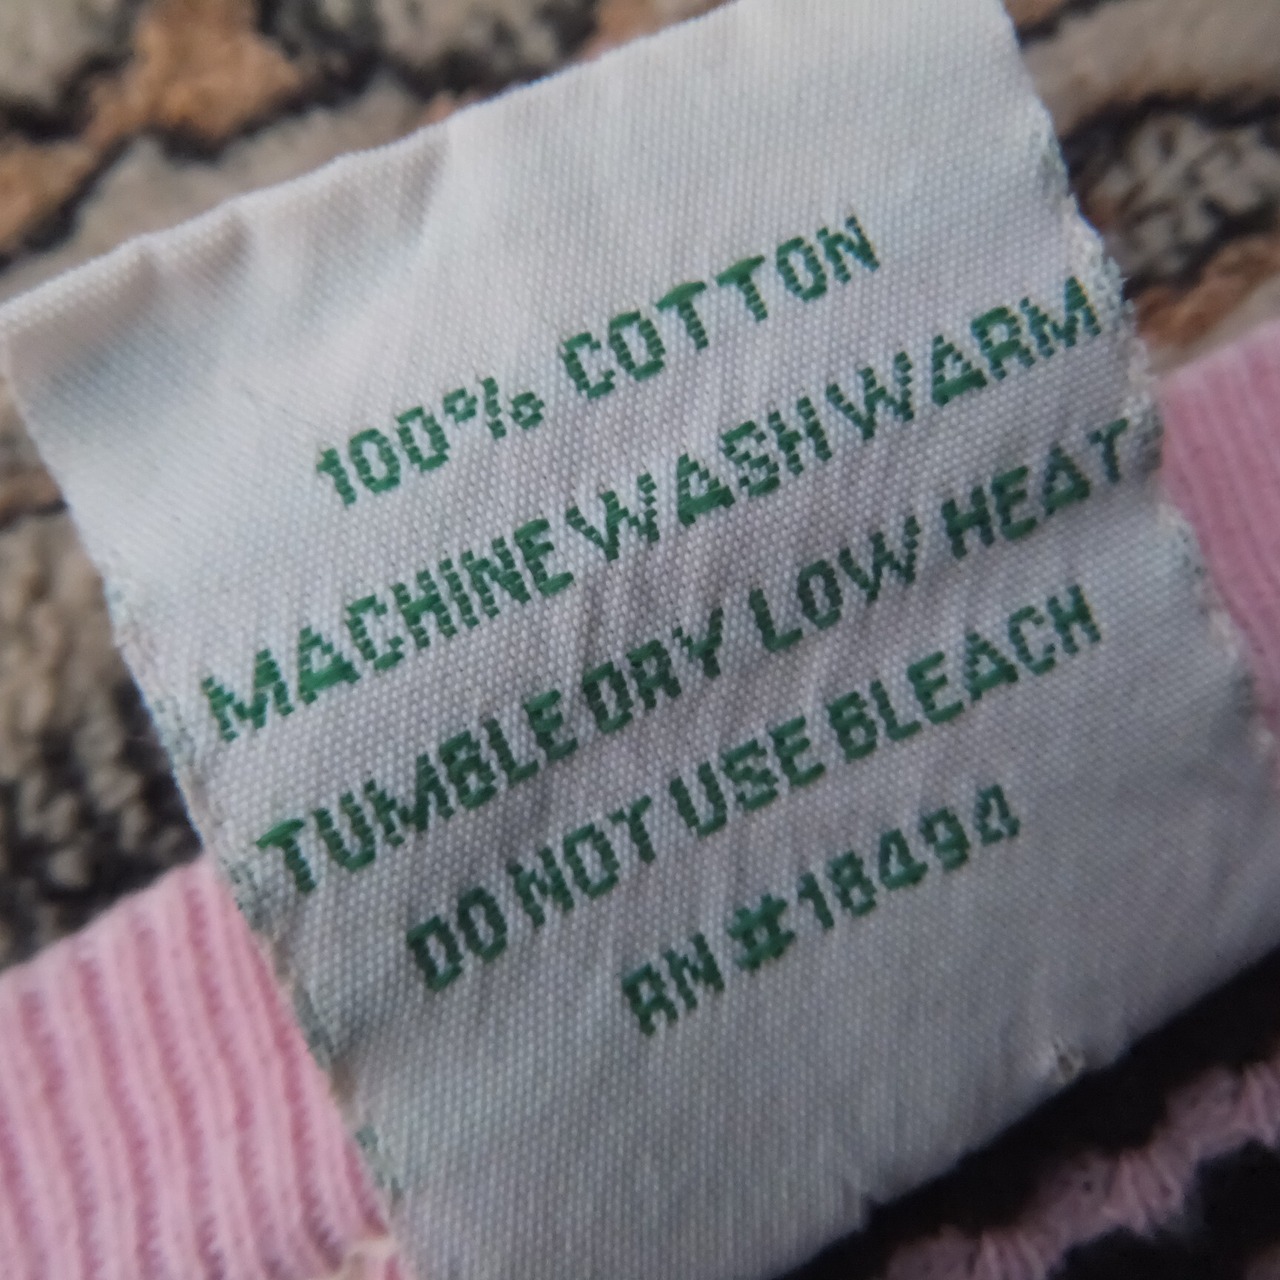 100% COTTON
MACHINE WASH WARM
TUMBLE DRY LOW HEAT
DO NOT USE BLEACH
RN #18494